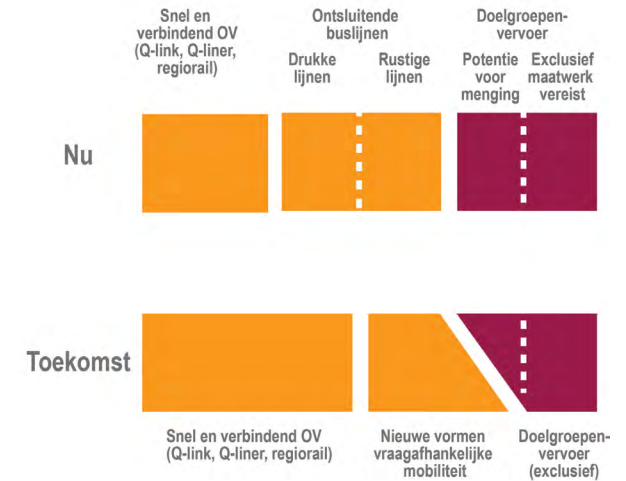 Snel en
verbindend OV
(Q-link, Q-liner,
regiorail)
Ontsluitende
buslijnen
Drukke
lijnen
Rustige
lijnen
Doelgroepen-
vervoer
Potentie
voor
menging
Exclusief
maatwerk
vereist
Nu
Toekomst
Snel en verbindend OV
(Q-link, Q-liner, regiorail)
Nieuwe vormen
vraagafhankelijke
mobiliteit
Doelgroepen-
vervoer
(exclusief)